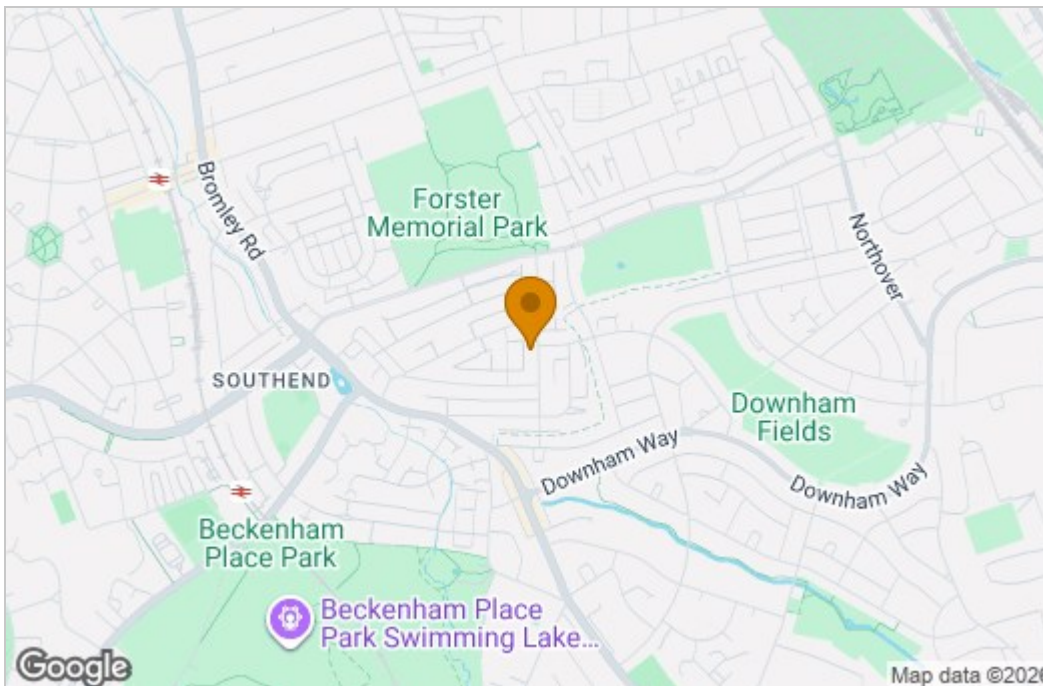 Bromley Rd
Forster
Memorial Park
Northover
SOUTHEND
Downham
Fields
Downham Way
Downham Way
Beckenham
Place Park
Beckenham Place
Park Swimming Lake...
Google
Map data ©2026